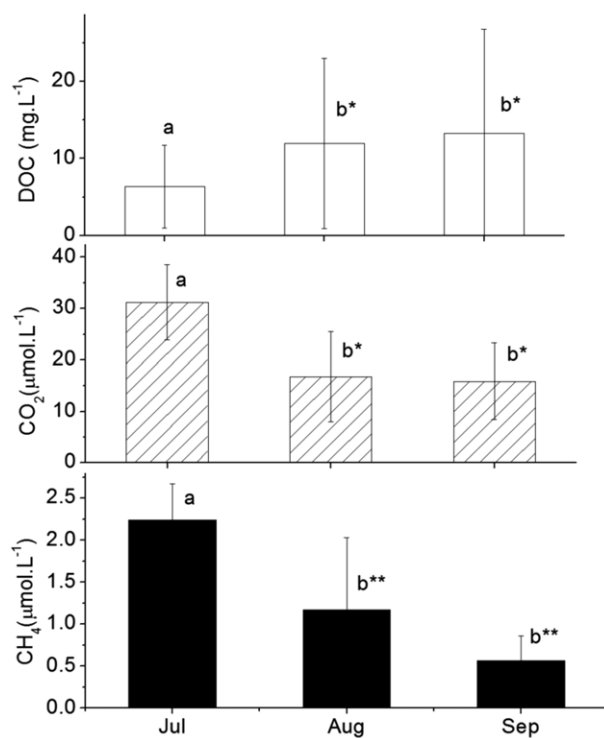 DOC (mg.L⁻¹)
20
10
0
a
b*
b*
CO₂(μmol.L⁻¹)
40
30
20
10
0
a
b*
b*
CH₄(μmol.L⁻¹)
2.5
2.0
1.5
1.0
0.5
0.0
a
b**
b**
Jul Aug Sep